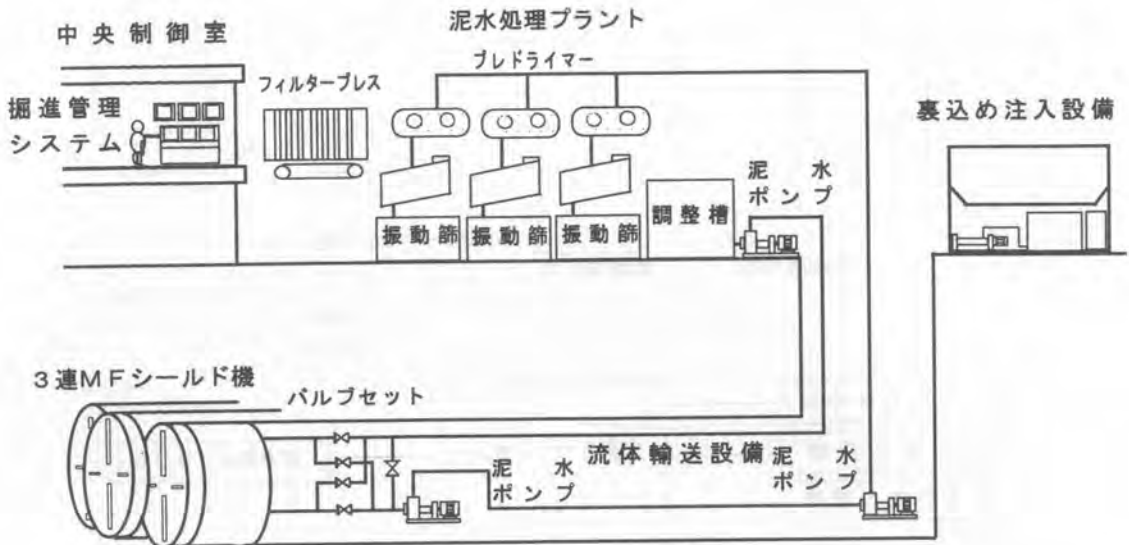 泥水処理プラント
中央制御室
プレドライマー
フィルタープレス
掘進管理
システム
裏込め注入設備
泥水
ポンプ
調整槽
振動篩
振動篩
振動篩
3連MFシールド機
バルブセット
流体輸送設備
泥水
ポンプ
泥水
ポンプ